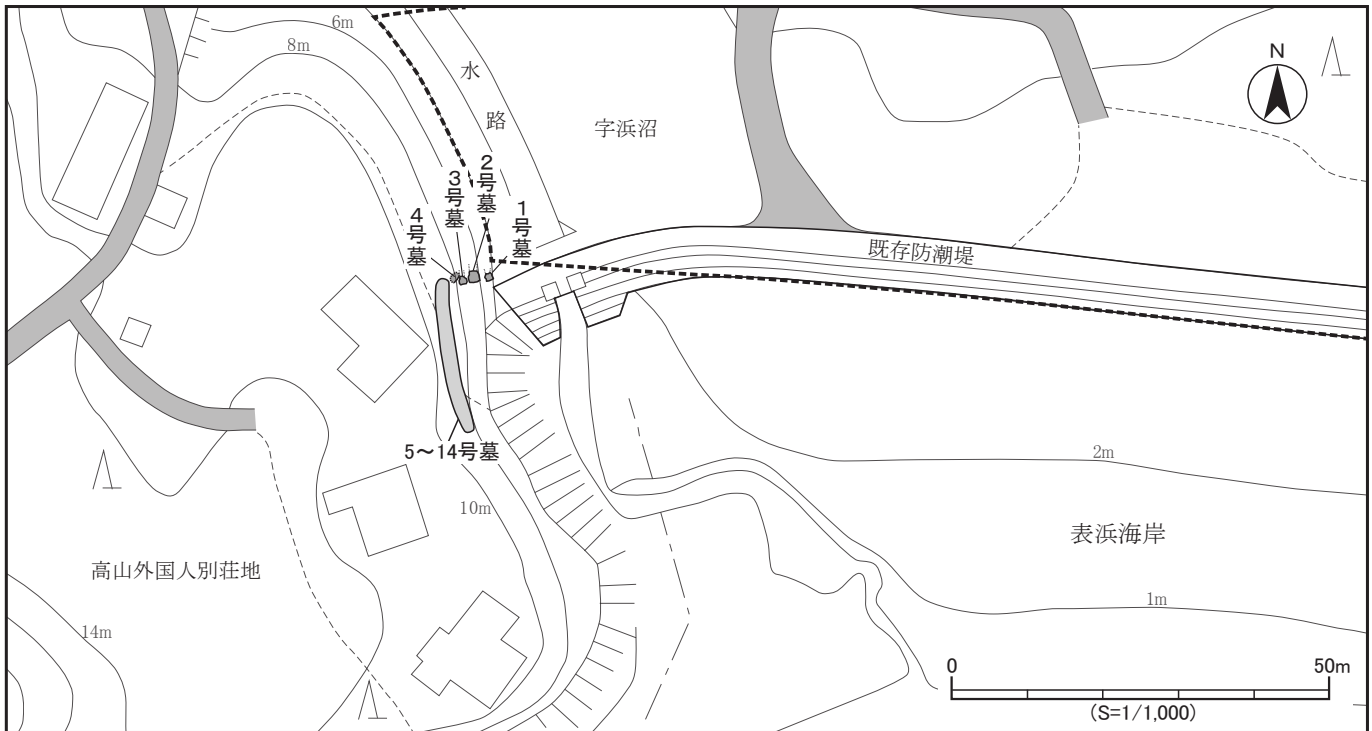 6m
8m
水路
字浜沼
N
2号墓
3号墓
1号墓
4号墓
既存防潮堤
5～14号墓
2m
10m
表浜海岸
高山外国人別荘地
1m
14m
0 50m
(S=1/1,000)